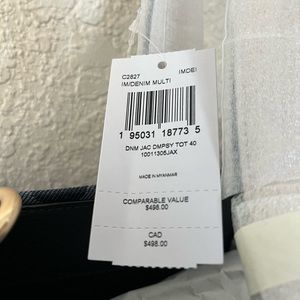 C2827 IMDEI
IM/DENIM MULTI
1 95031 18773 5
DNM JAC DMPSY TOT 40
10011305JAX
MADE IN MYANMAR
COMPARABLE VALUE
$498.00
CAD
$498.00